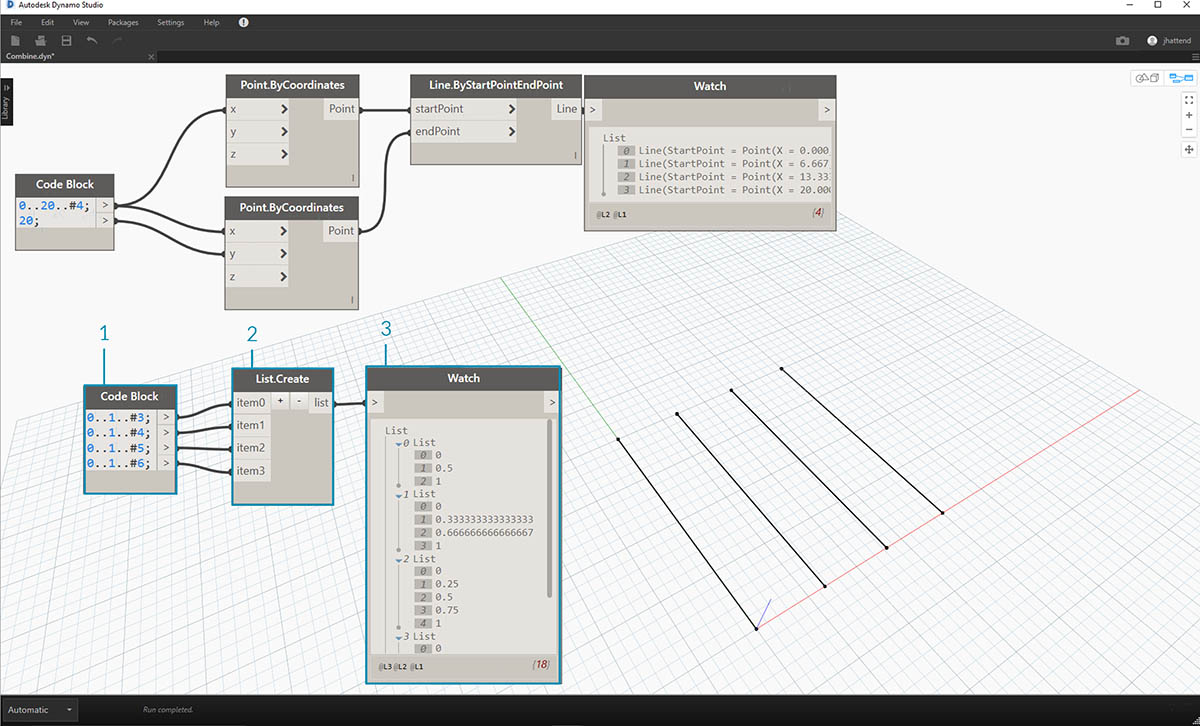 Autodesk Dynamo Studio
File Edit View Packages Settings Help !
jhattend
Combine.dyn*
Library
Point.ByCoordinates
x > Point
y >
z >
Line.ByStartPointEndPoint
startPoint > Line
endPoint >
Watch
> >
List
0 Line(StartPoint = Point(X = 0.000
1 Line(StartPoint = Point(X = 6.667
2 Line(StartPoint = Point(X = 13.33
3 Line(StartPoint = Point(X = 20.00
@L2 @L1 {4}
Code Block
0..20..#4; >
20; >
Point.ByCoordinates
x > Point
y >
z >
1
2
3
Code Block
0..1..#3; >
0..1..#4; >
0..1..#5; >
0..1..#6; >
List.Create
item0 + - list
item1
item2
item3
Watch
> >
List
0 List
0 0
1 0.5
2 1
1 List
0 0
1 0.333333333333333
2 0.666666666666667
3 1
2 List
0 0
1 0.25
2 0.5
3 0.75
4 1
3 List
0 0
@L3 @L2 @L1 {18}
Automatic
Run completed.